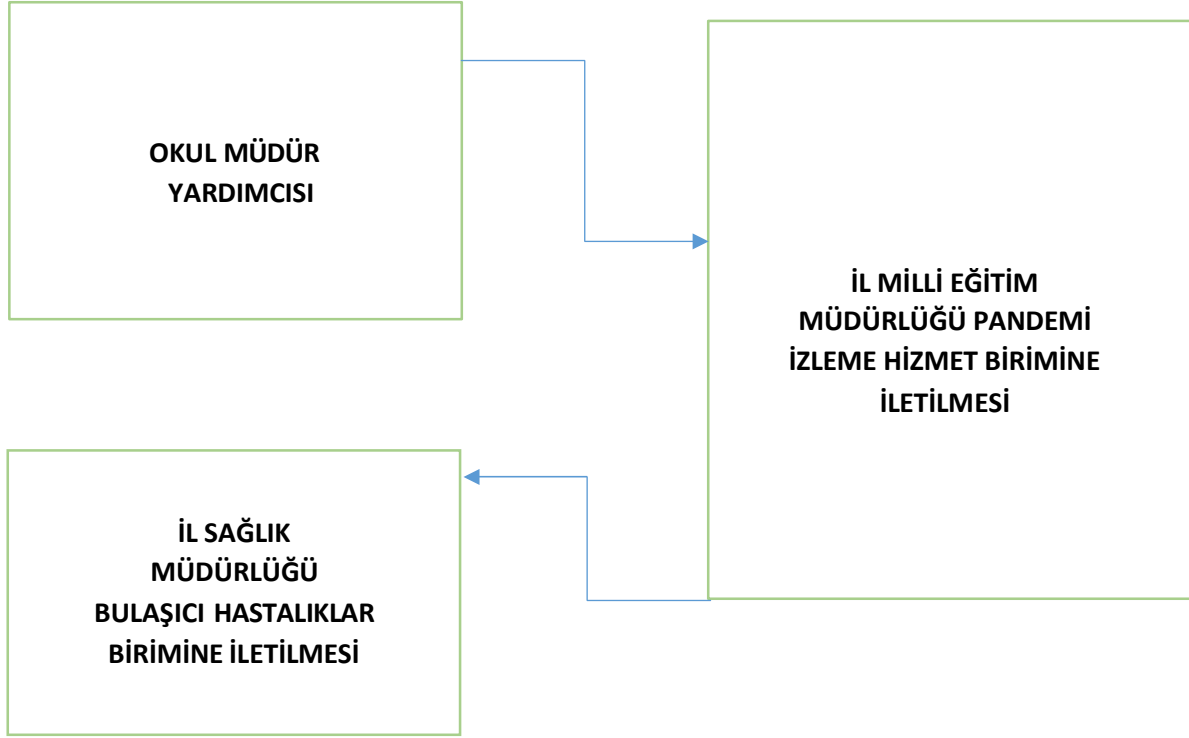 OKUL MÜDÜR
YARDIMCISI
İL MİLLİ EĞİTİM
MÜDÜRLÜĞÜ PANDEMİ
İZLEME HİZMET BİRİMİNE
İLETİLMESİ
İL SAĞLIK
MÜDÜRLÜĞÜ
BULAŞICI HASTALIKLAR
BİRİMİNE İLETİLMESİ